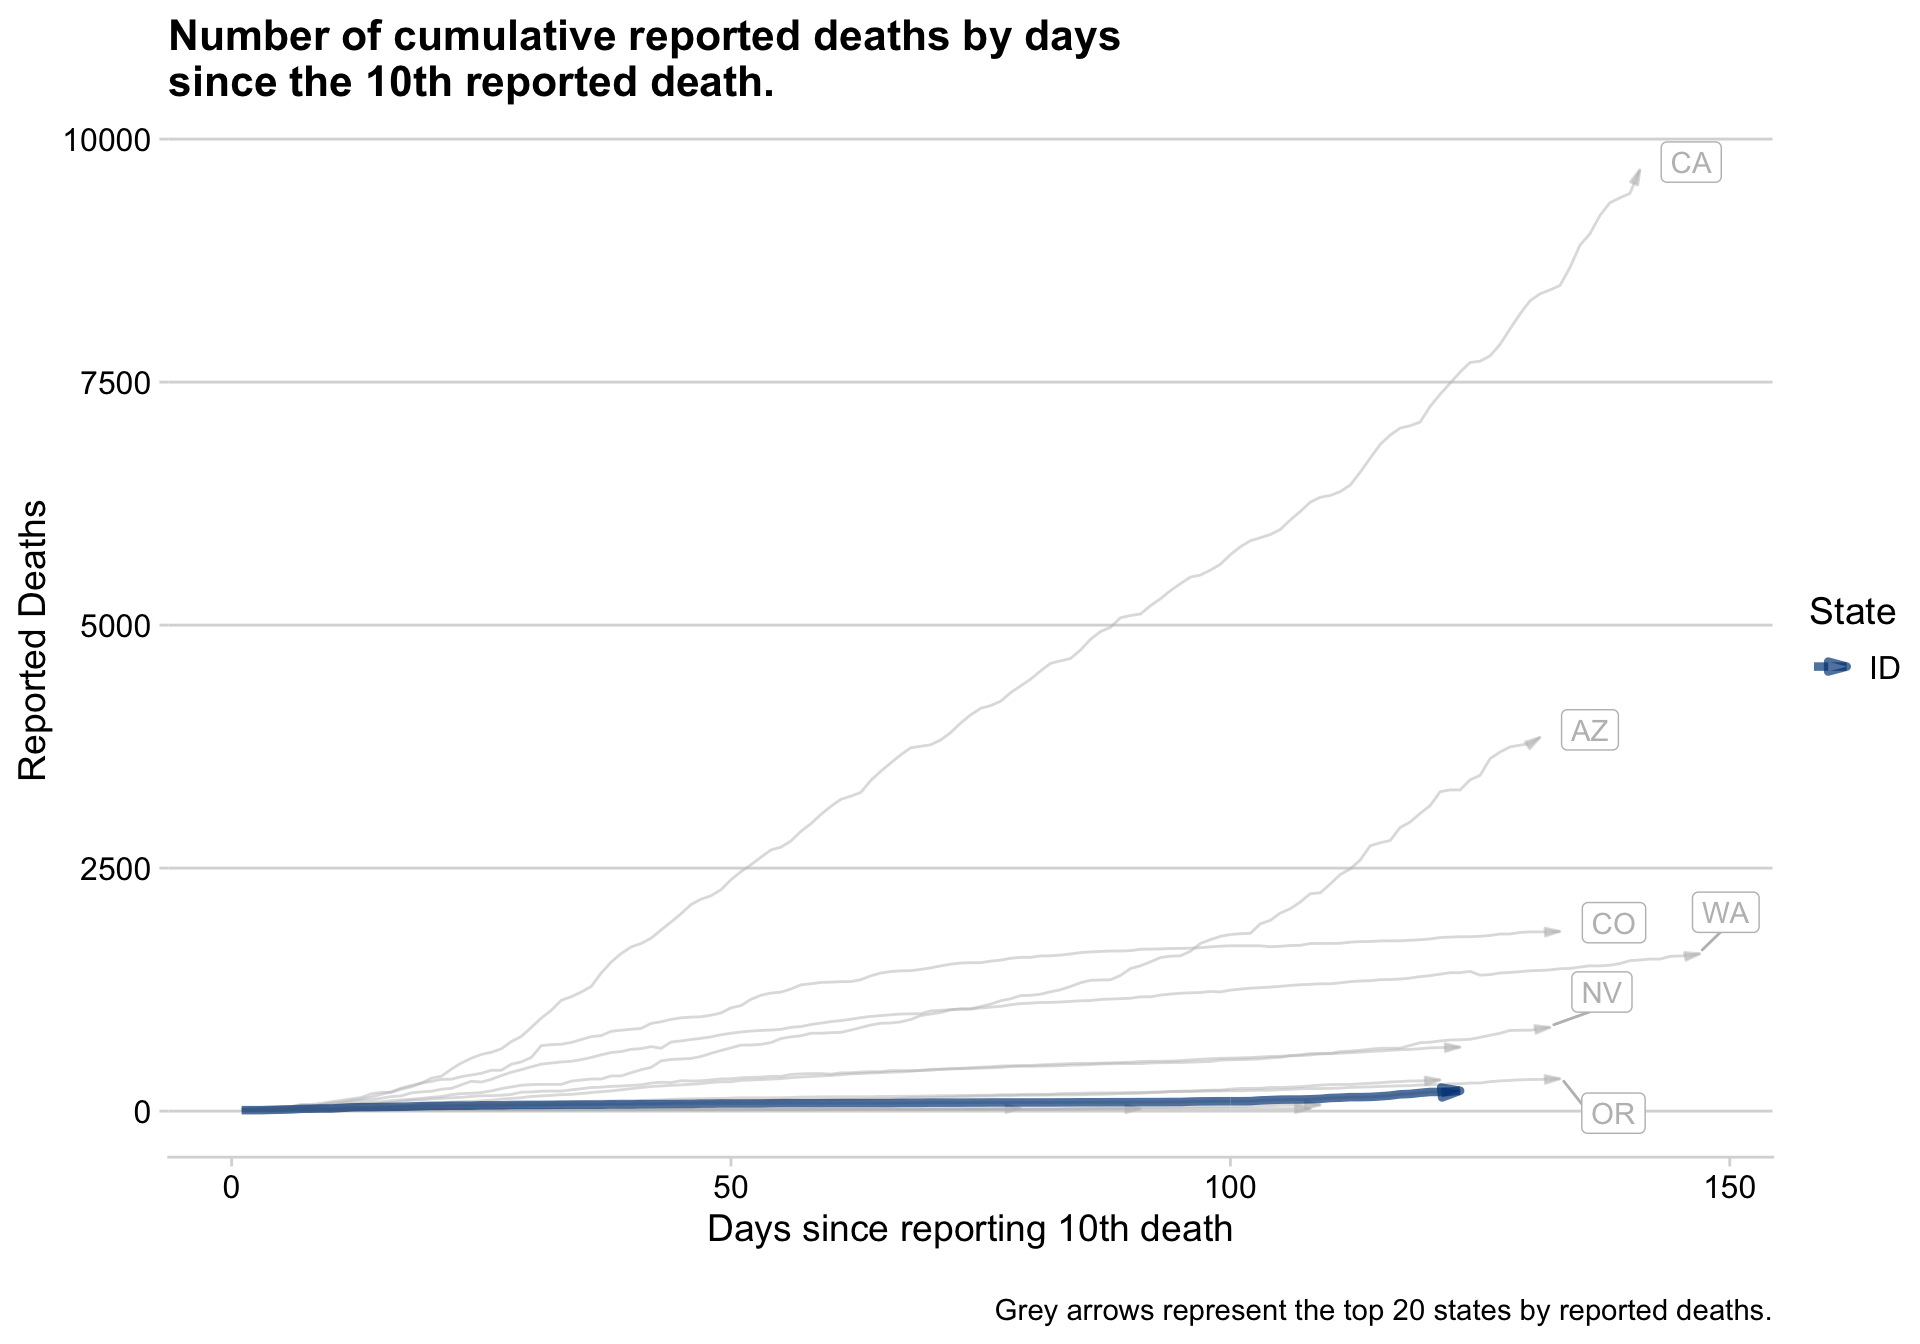 Number of cumulative reported deaths by days
since the 10th reported death.
10000
7500
5000
2500
0
Reported Deaths
CA
AZ
CO
WA
NV
OR
State
ID
0
50
100
150
Days since reporting 10th death
Grey arrows represent the top 20 states by reported deaths.